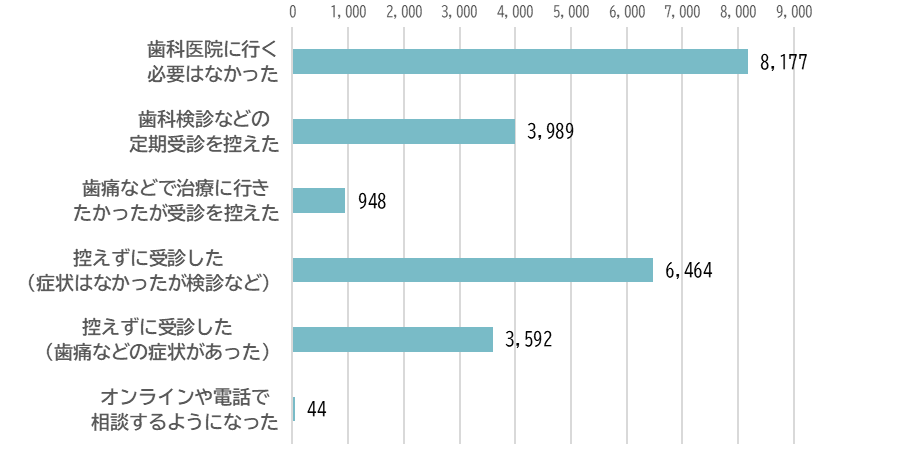 0 1,000 2,000 3,000 4,000 5,000 6,000 7,000 8,000 9,000
歯科医院に行く
必要はなかった
8,177
歯科検診などの
定期受診を控えた
3,989
歯痛などで治療に行き
たかったが受診を控えた
948
控えずに受診した
（症状はなかったが検診など）
6,464
控えずに受診した
（歯痛などの症状があった）
3,592
オンラインや電話で
相談するようになった
44